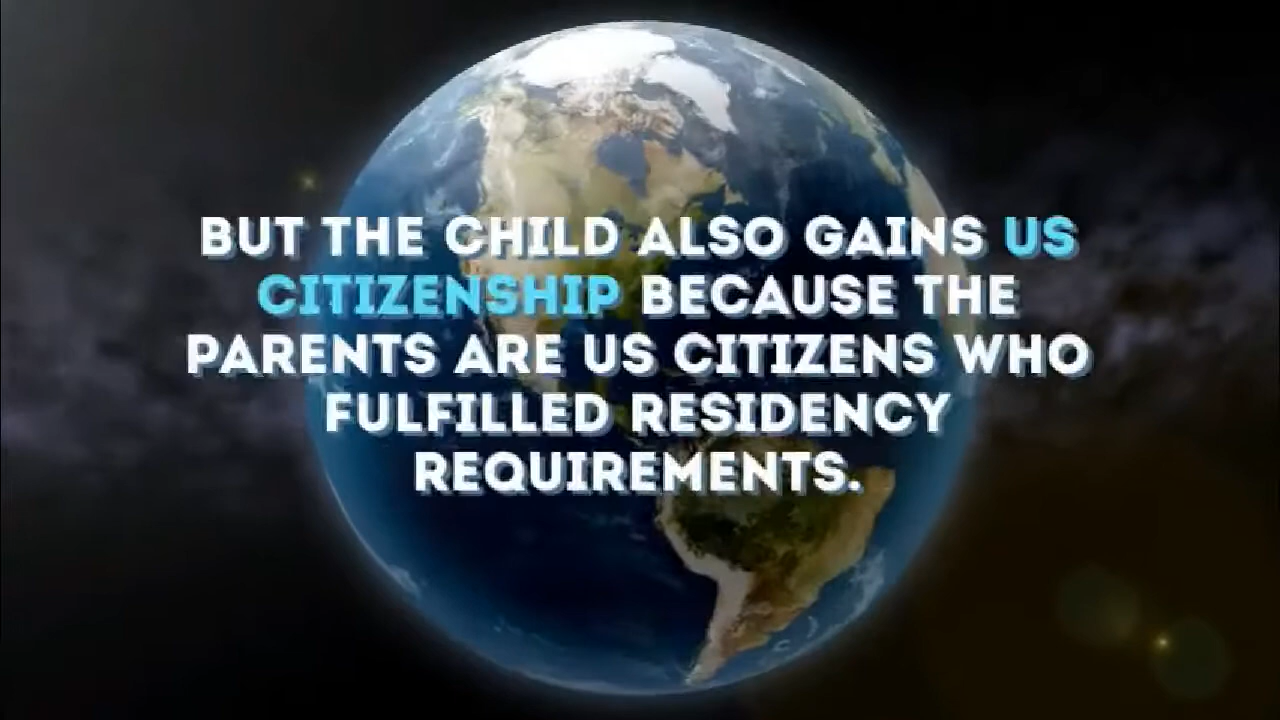 BUT THE CHILD ALSO GAINS US
CITIZENSHIP BECAUSE THE
PARENTS ARE US CITIZENS WHO
FULFILLED RESIDENCY
REQUIREMENTS.